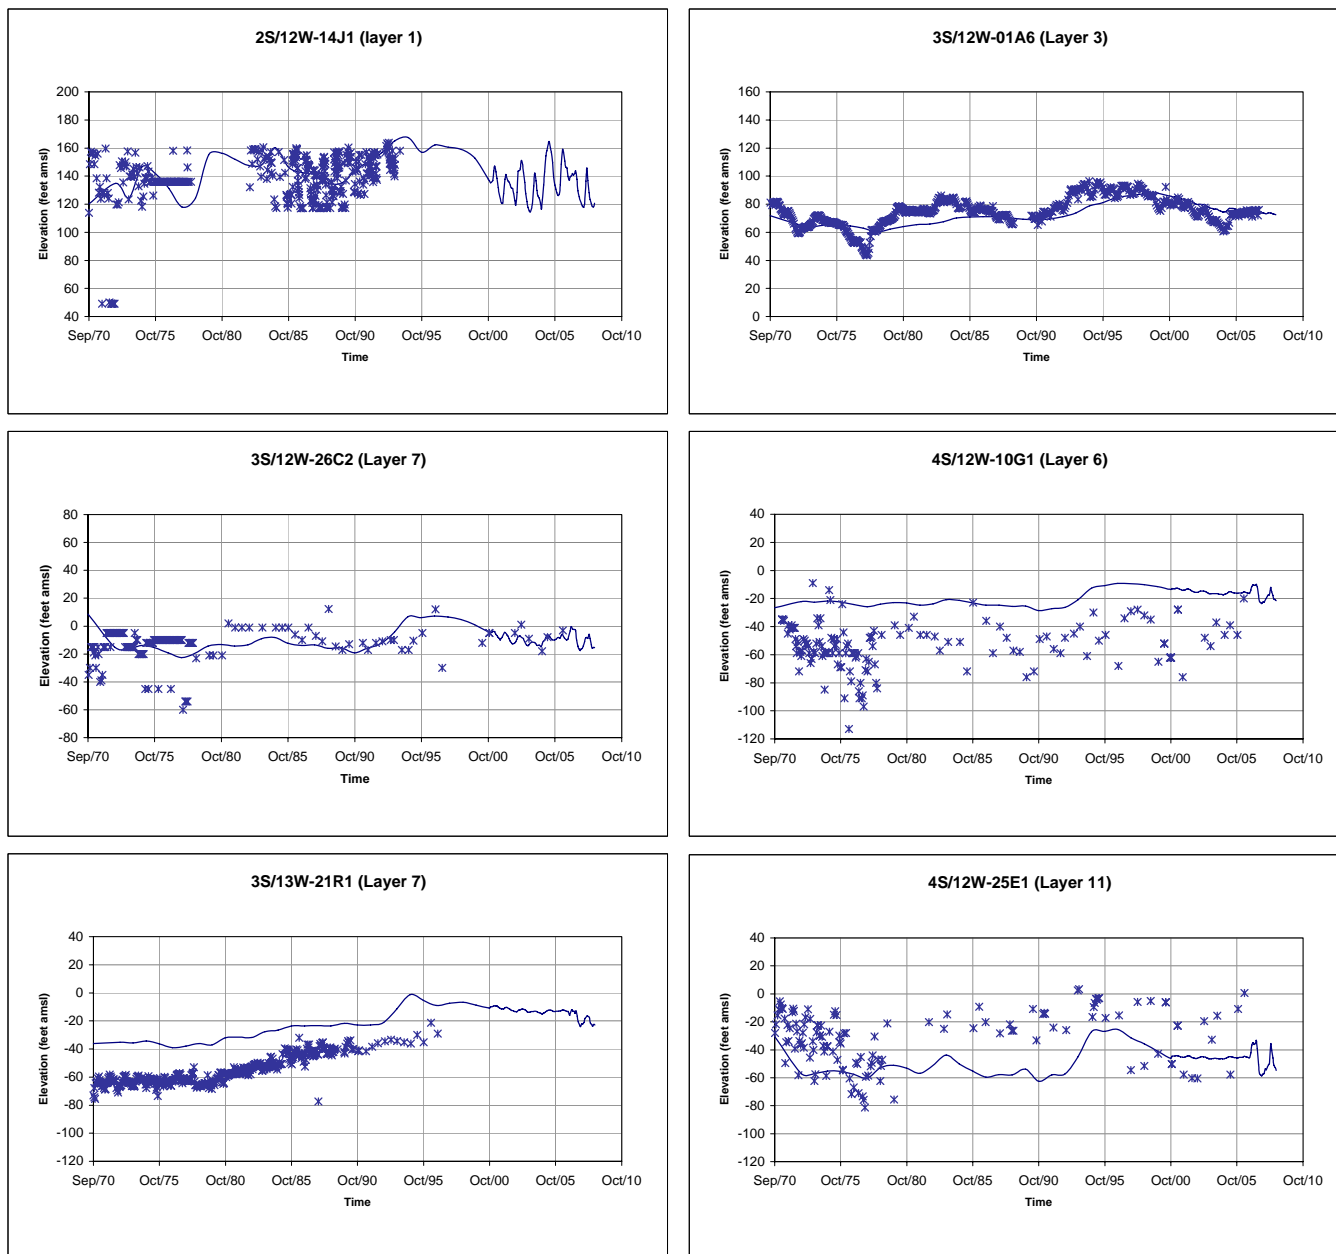 2S/12W-14J1 (layer 1)
Elevation (feet amsl)
200
180
160
140
120
100
80
60
40
Sep/70 Oct/75 Oct/80 Oct/85 Oct/90 Oct/95 Oct/00 Oct/05 Oct/10
Time
3S/12W-01A6 (Layer 3)
Elevation (feet amsl)
160
140
120
100
80
60
40
20
0
Sep/70 Oct/75 Oct/80 Oct/85 Oct/90 Oct/95 Oct/00 Oct/05 Oct/10
Time
3S/12W-26C2 (Layer 7)
Elevation (feet amsl)
80
60
40
20
0
-20
-40
-60
-80
Sep/70 Oct/75 Oct/80 Oct/85 Oct/90 Oct/95 Oct/00 Oct/05 Oct/10
Time
4S/12W-10G1 (Layer 6)
Elevation (feet amsl)
40
20
0
-20
-40
-60
-80
-100
-120
Sep/70 Oct/75 Oct/80 Oct/85 Oct/90 Oct/95 Oct/00 Oct/05 Oct/10
Time
3S/13W-21R1 (Layer 7)
Elevation (feet amsl)
40
20
0
-20
-40
-60
-80
-100
-120
Sep/70 Oct/75 Oct/80 Oct/85 Oct/90 Oct/95 Oct/00 Oct/05 Oct/10
Time
4S/12W-25E1 (Layer 11)
Elevation (feet amsl)
40
20
0
-20
-40
-60
-80
-100
-120
Sep/70 Oct/75 Oct/80 Oct/85 Oct/90 Oct/95 Oct/00 Oct/05 Oct/10
Time